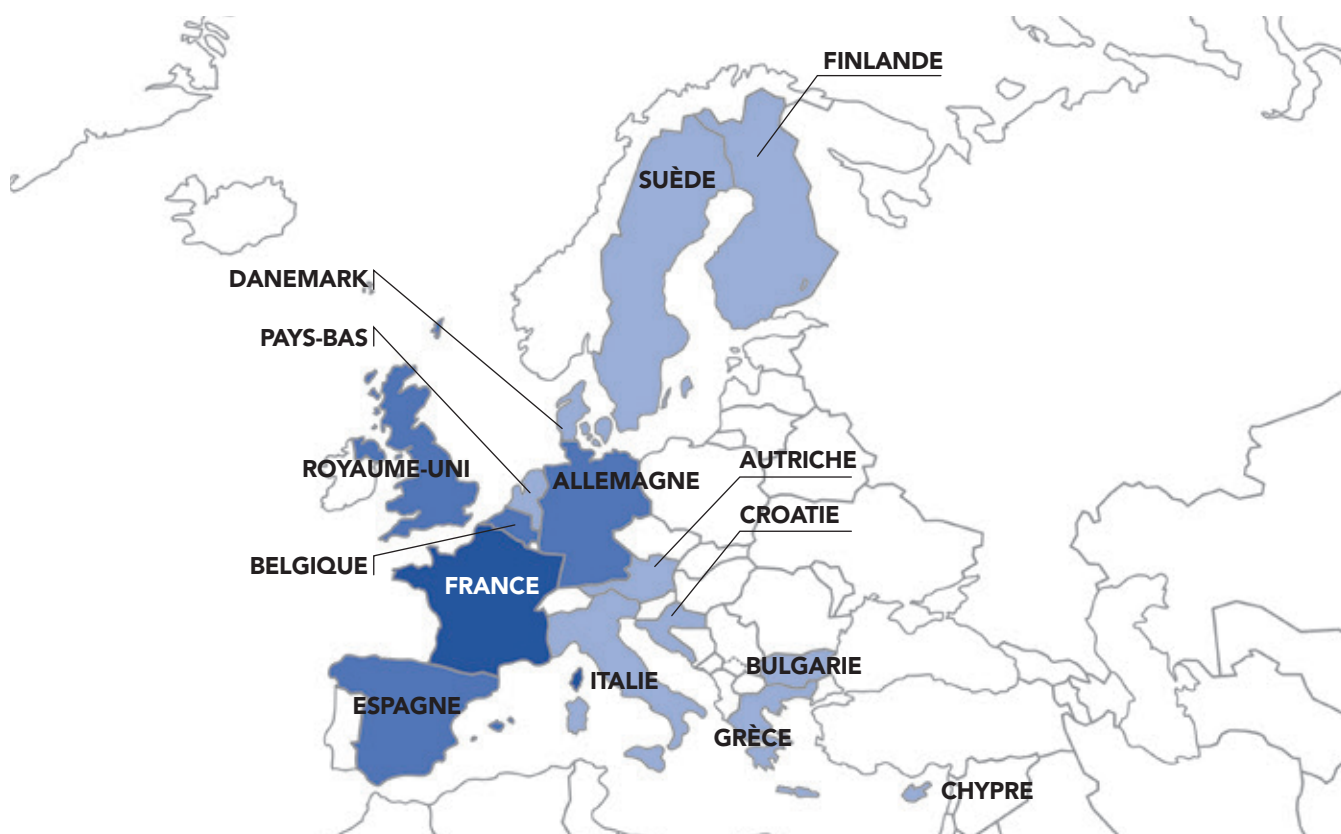 FINLANDE
SUÈDE
DANEMARK
PAYS-BAS
ROYAUME-UNI
ALLEMAGNE
AUTRICHE
CROATIE
BELGIQUE
FRANCE
BULGARIE
ITALIE
ESPAGNE
GRÈCE
CHYPRE